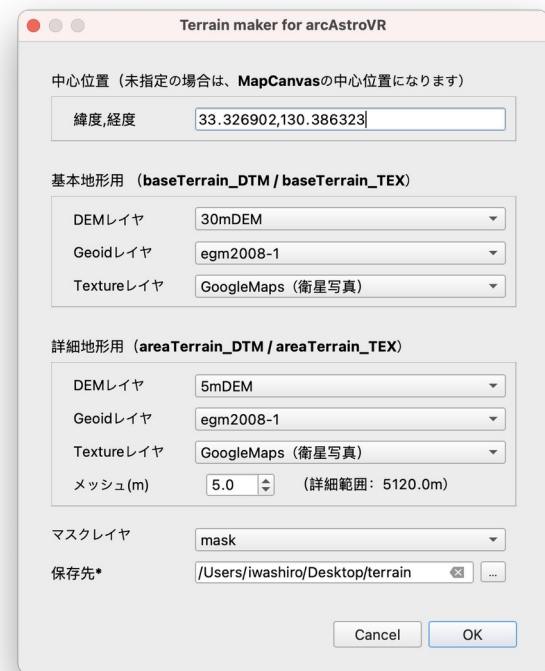 Terrain maker for arcAstroVR
中心位置（未指定の場合は、MapCanvasの中心位置になります）
緯度,経度 33.326902,130.386323
基本地形用 （baseTerrain_DTM / baseTerrain_TEX）
DEMレイヤ 30mDEM
Geoidレイヤ egm2008-1
Textureレイヤ GoogleMaps（衛星写真）
詳細地形用（areaTerrain_DTM / areaTerrain_TEX）
DEMレイヤ 5mDEM
Geoidレイヤ egm2008-1
Textureレイヤ GoogleMaps（衛星写真）
メッシュ(m) 5.0 （詳細範囲：5120.0m）
マスクレイヤ mask
保存先* /Users/iwashiro/Desktop/terrain ...
Cancel OK